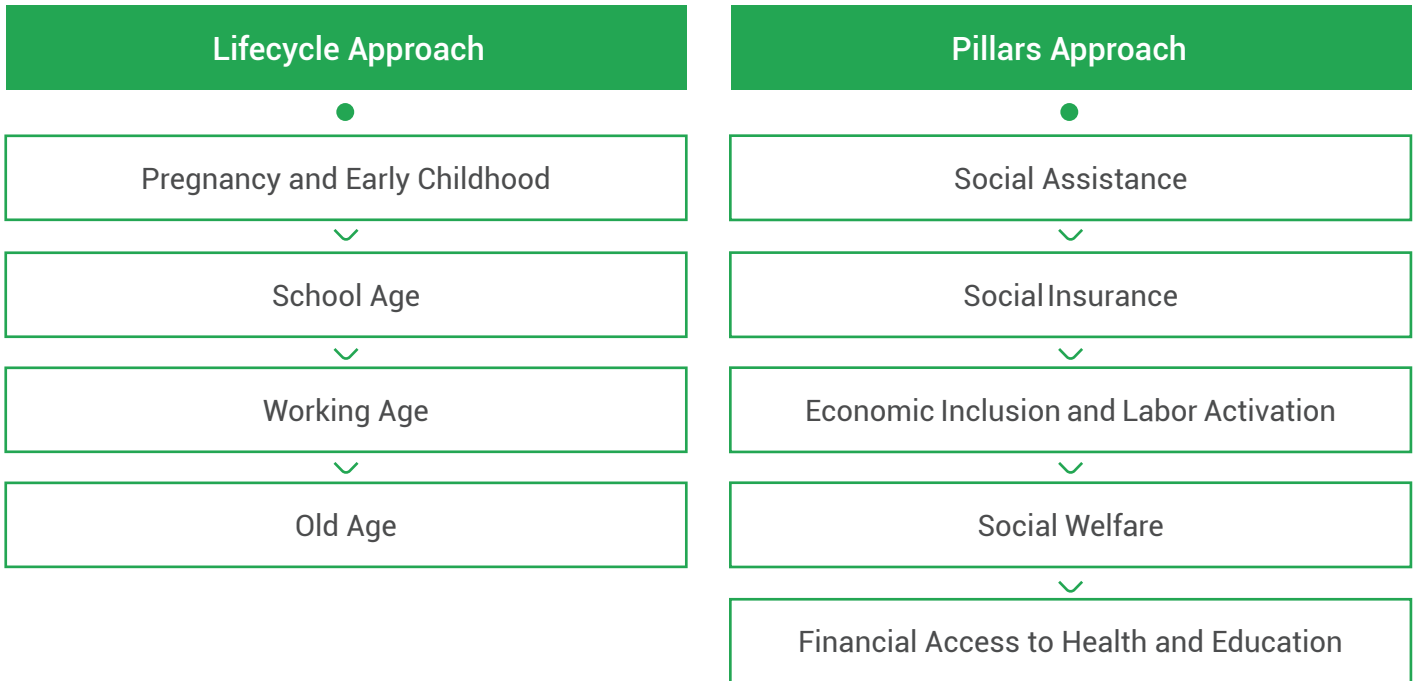 Lifecycle Approach
Pregnancy and Early Childhood
School Age
Working Age
Old Age
Pillars Approach
Social Assistance
Social Insurance
Economic Inclusion and Labor Activation
Social Welfare
Financial Access to Health and Education